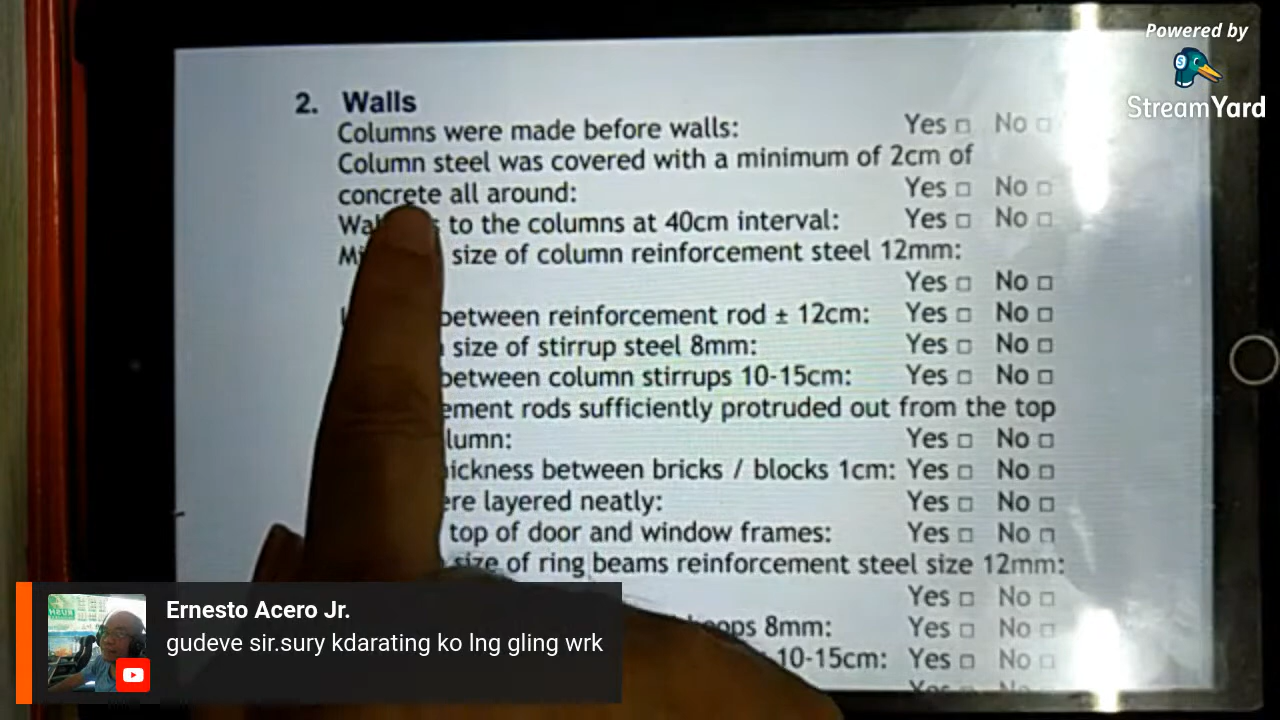 Powered by
StreamYard
2. Walls
Columns were made before walls: Yes □ No □
Column steel was covered with a minimum of 2cm of
concrete all around: Yes □ No □
to the columns at 40cm interval: Yes □ No □
size of column reinforcement steel 12mm:
Yes □ No □
between reinforcement rod ± 12cm: Yes □ No □
size of stirrup steel 8mm: Yes □ No □
between column stirrups 10-15cm: Yes □ No □
rods sufficiently protruded out from the top
Yes □ No □
between bricks / blocks 1cm: Yes □ No □
layered neatly: Yes □ No □
top of door and window frames: Yes □ No □
size of ring beams reinforcement steel size 12mm:
Yes □ No □
8mm: Yes □ No □
10-15cm: Yes □ No □
Ernesto Acero Jr.
gudeve sir.sury kdarating ko lng gling wrk